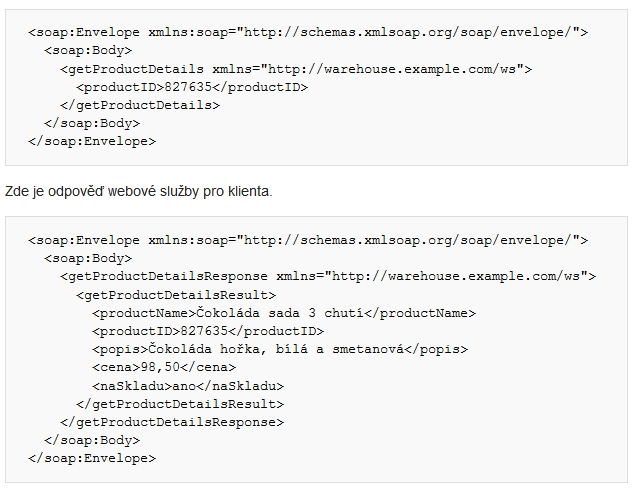 <soap:Envelope xmlns:soap="http://schemas.xmlsoap.org/soap/envelope/">
  <soap:Body>
    <getProductDetails xmlns="http://warehouse.example.com/ws">
      <productID>827635</productID>
    </getProductDetails>
  </soap:Body>
</soap:Envelope>
Zde je odpověď webové služby pro klienta.
<soap:Envelope xmlns:soap="http://schemas.xmlsoap.org/soap/envelope/">
  <soap:Body>
    <getProductDetailsResponse xmlns="http://warehouse.example.com/ws">
      <getProductDetailsResult>
        <productName>Čokoláda sada 3 chutí</productName>
        <productID>827635</productID>
        <popis>Čokoláda hořka, bílá a smetanová</popis>
        <cena>98,50</cena>
        <naSkladu>ano</naSkladu>
      </getProductDetailsResult>
    </getProductDetailsResponse>
  </soap:Body>
</soap:Envelope>